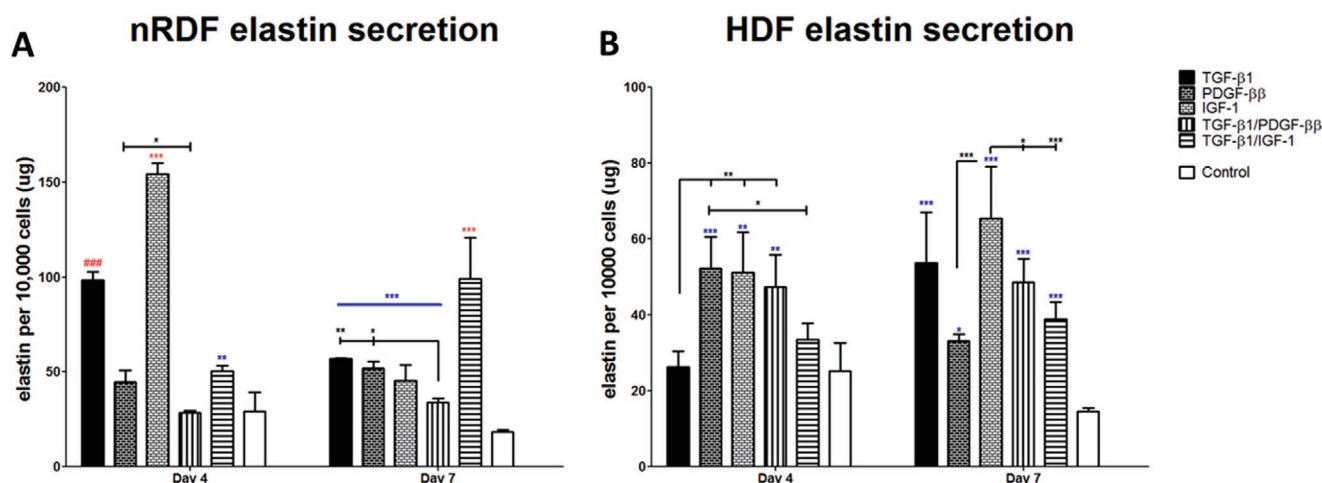 A
nRDF elastin secretion
elastin per 10,000 cells (ug)
200
150
100
50
0
###
*
***
**
***
**
*
***
Day 4
Day 7
B
HDF elastin secretion
elastin per 10000 cells (ug)
100
80
60
40
20
0
**
*
***
**
**
***
***
*
***
*
***
***
***
Day 4
Day 7
TGF-β1
PDGF-ββ
IGF-1
TGF-β1/PDGF-ββ
TGF-β1/IGF-1
Control